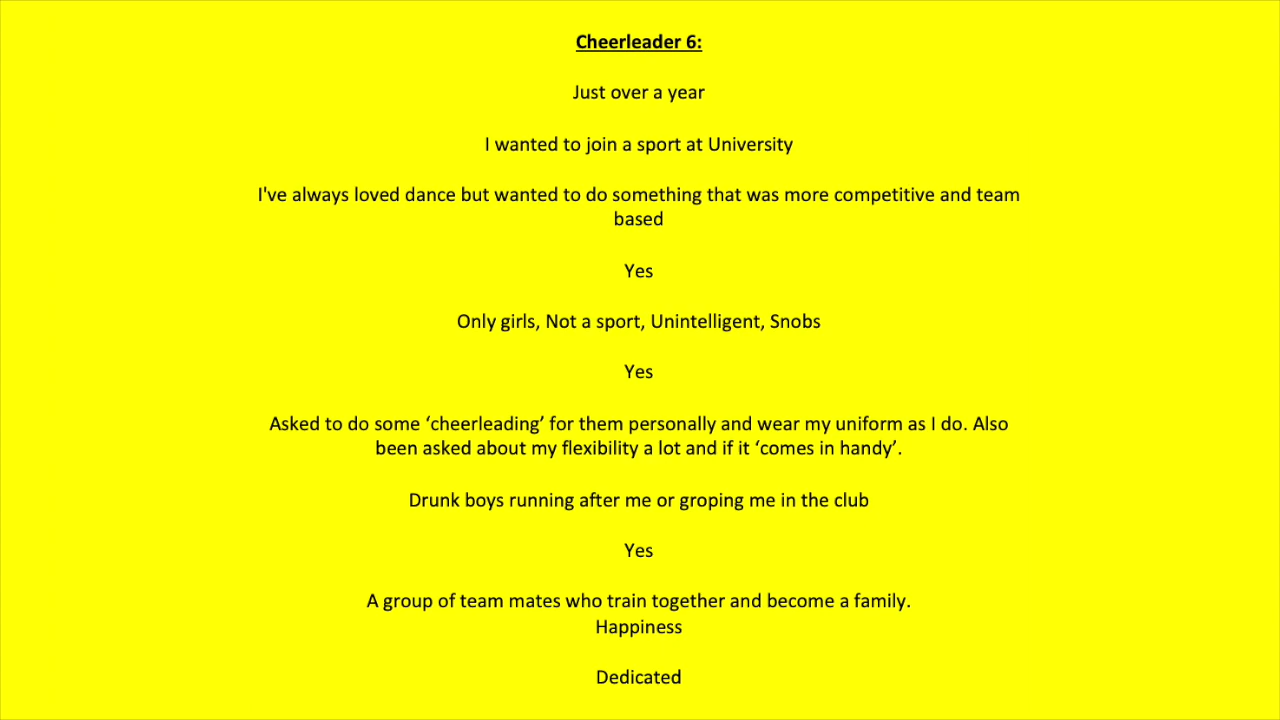 Cheerleader 6:
Just over a year
I wanted to join a sport at University
I've always loved dance but wanted to do something that was more competitive and team
based
Yes
Only girls, Not a sport, Unintelligent, Snobs
Yes
Asked to do some ‘cheerleading’ for them personally and wear my uniform as I do. Also
been asked about my flexibility a lot and if it ‘comes in handy’.
Drunk boys running after me or groping me in the club
Yes
A group of team mates who train together and become a family.
Happiness
Dedicated